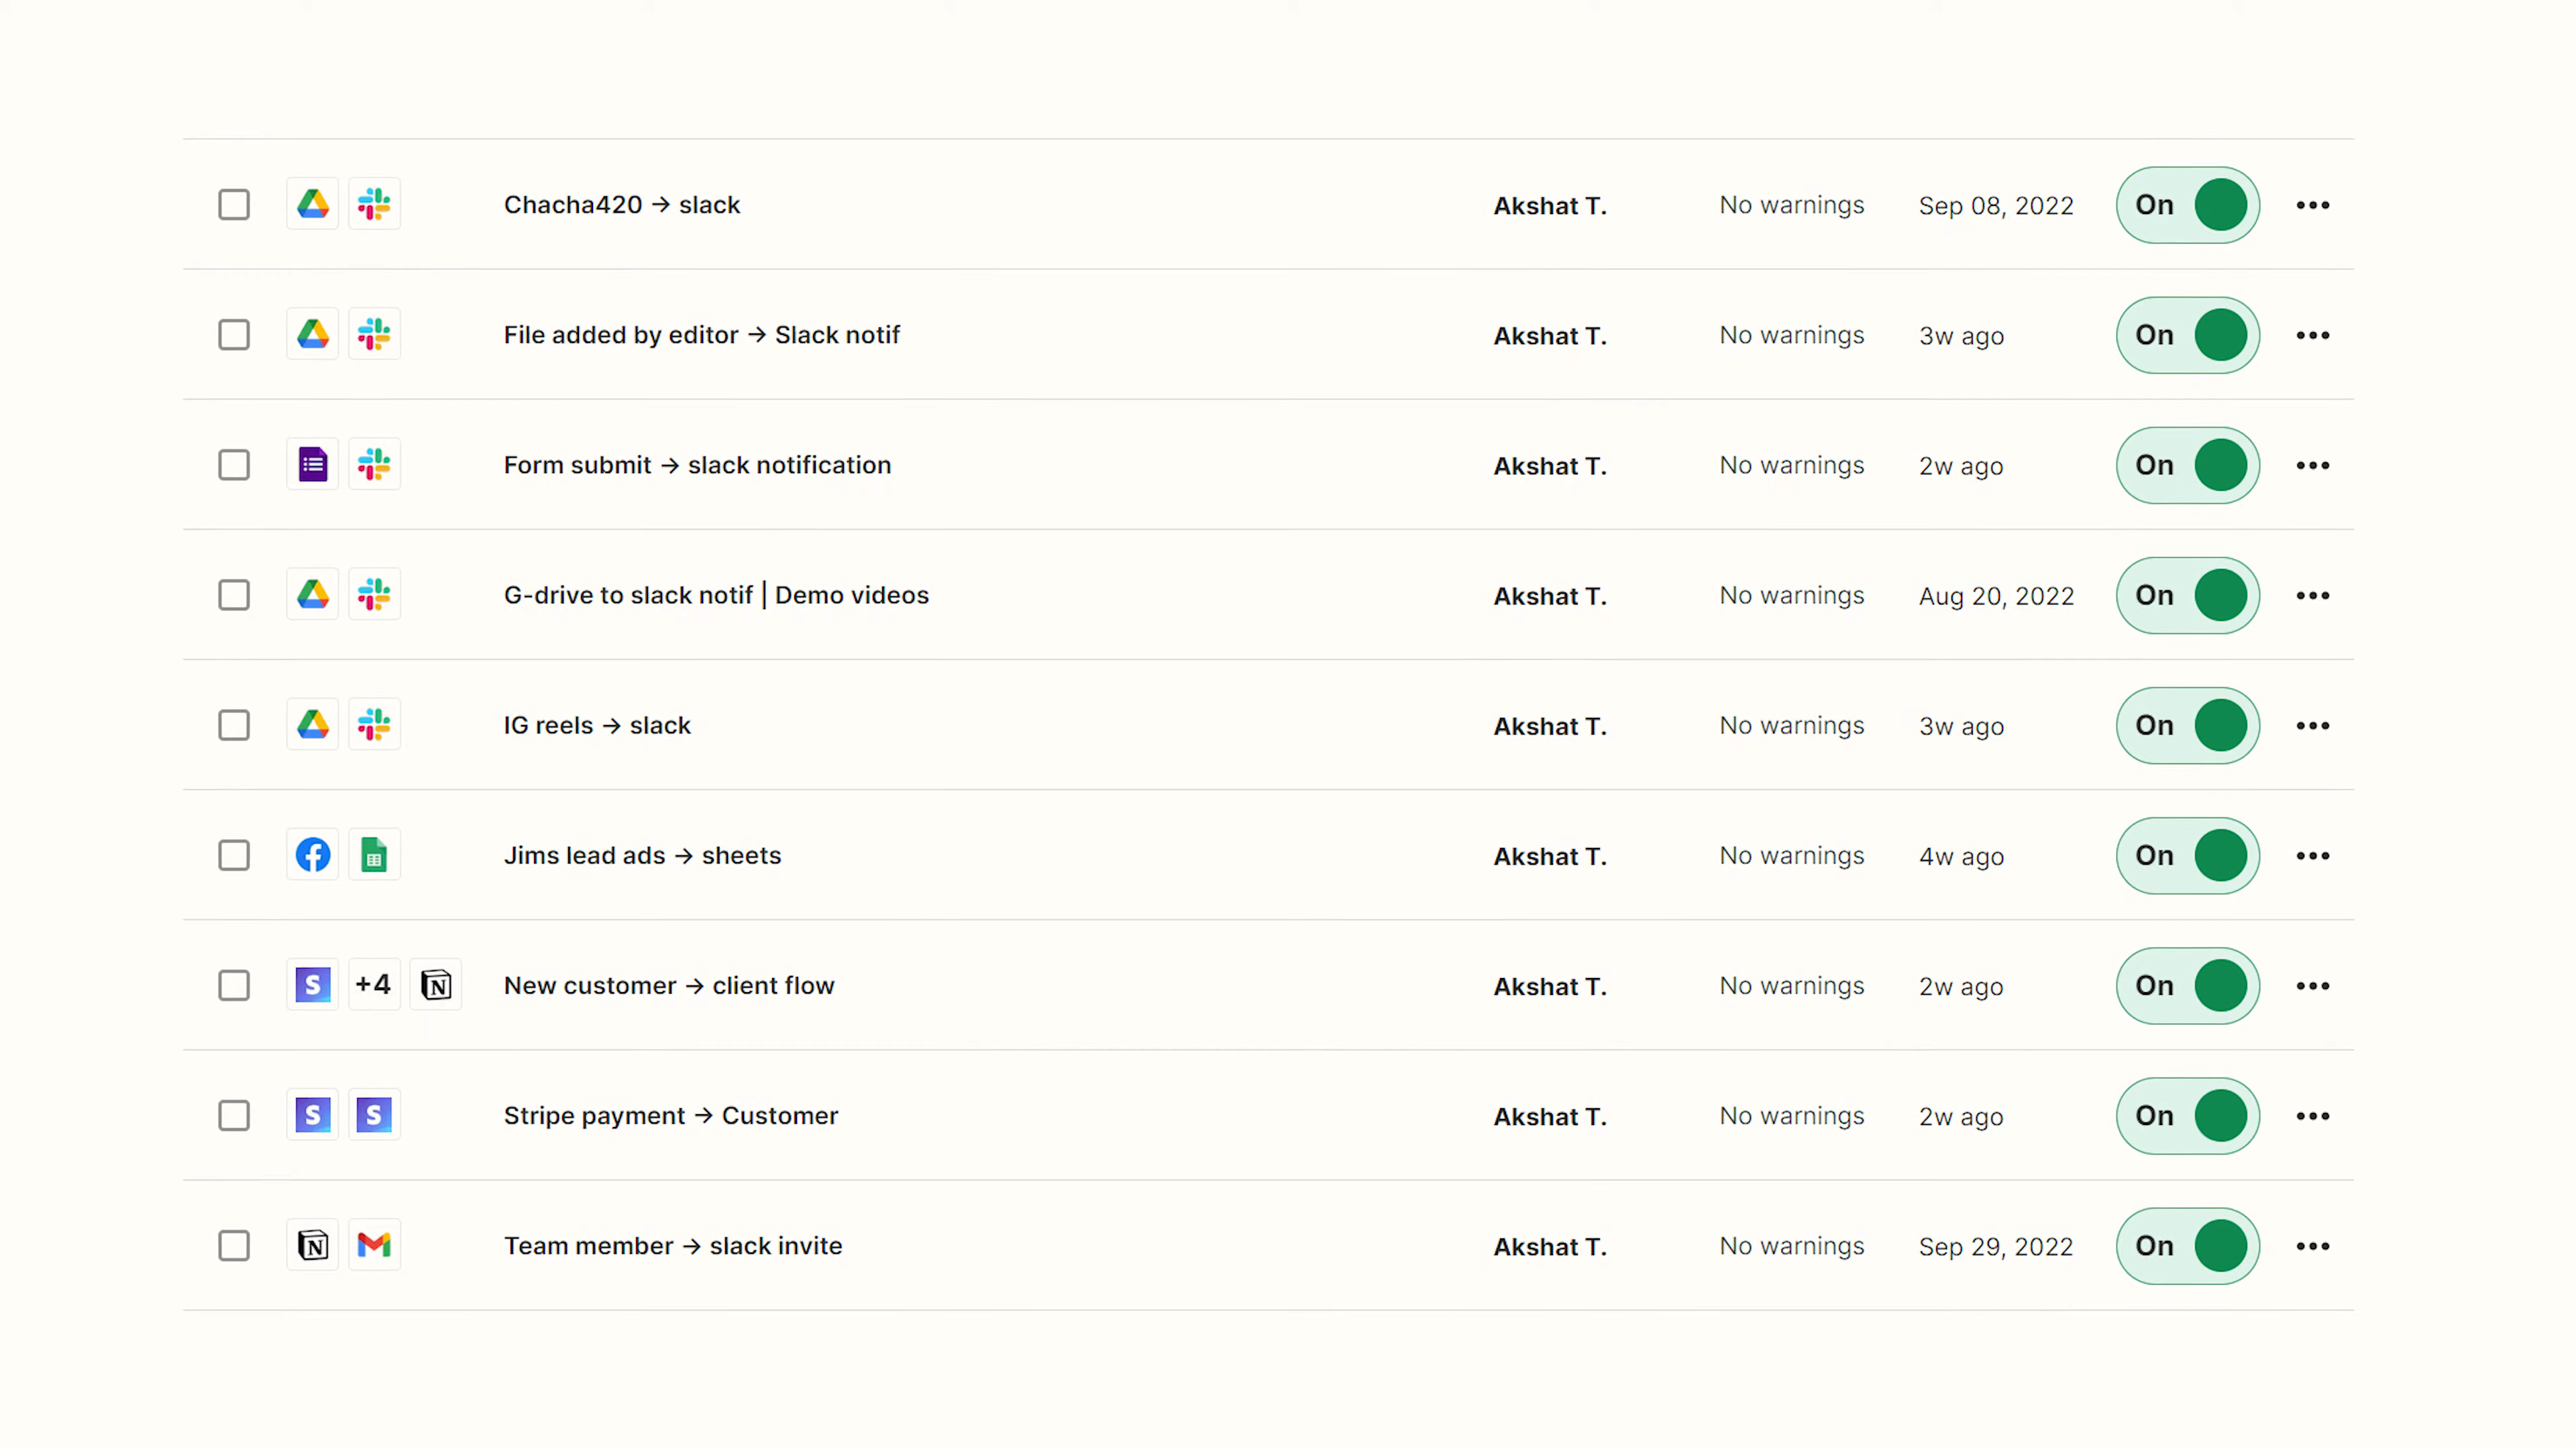 Chacha420 → slack Akshat T. No warnings Sep 08, 2022 On
File added by editor → Slack notif Akshat T. No warnings 3w ago On
Form submit → slack notification Akshat T. No warnings 2w ago On
G-drive to slack notif | Demo videos Akshat T. No warnings Aug 20, 2022 On
IG reels → slack Akshat T. No warnings 3w ago On
Jims lead ads → sheets Akshat T. No warnings 4w ago On
S +4 N New customer → client flow Akshat T. No warnings 2w ago On
S S Stripe payment → Customer Akshat T. No warnings 2w ago On
N Team member → slack invite Akshat T. No warnings Sep 29, 2022 On